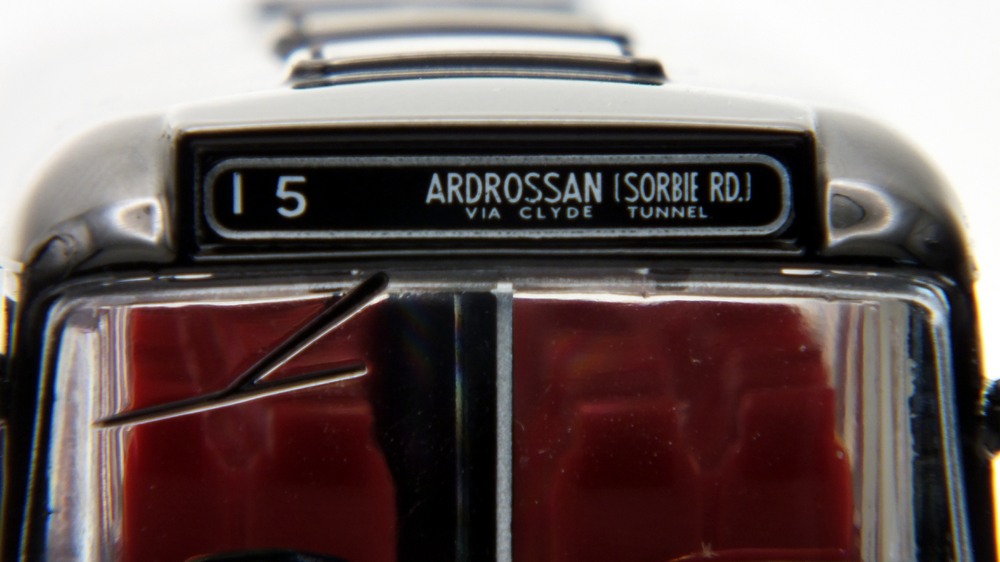 15 ARDROSSAN (SORBIE RD.)
VIA CLYDE TUNNEL